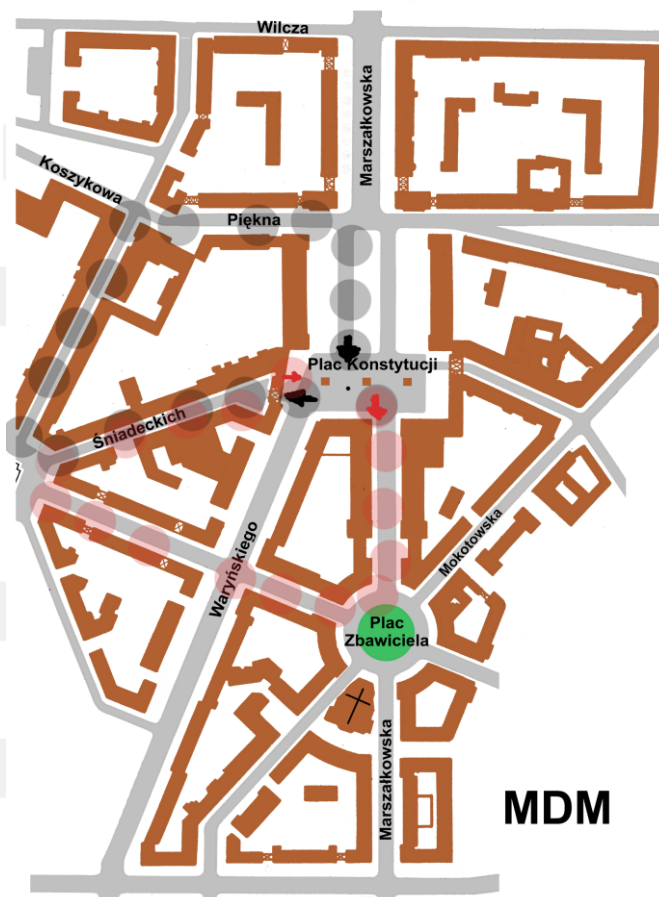 Wilcza
Marszałkowska
Koszykowa
Piękna
Plac Konstytucji
Śniadeckich
Waryńskiego
Mokotowska
Plac
Zbawiciela
Marszałkowska
MDM